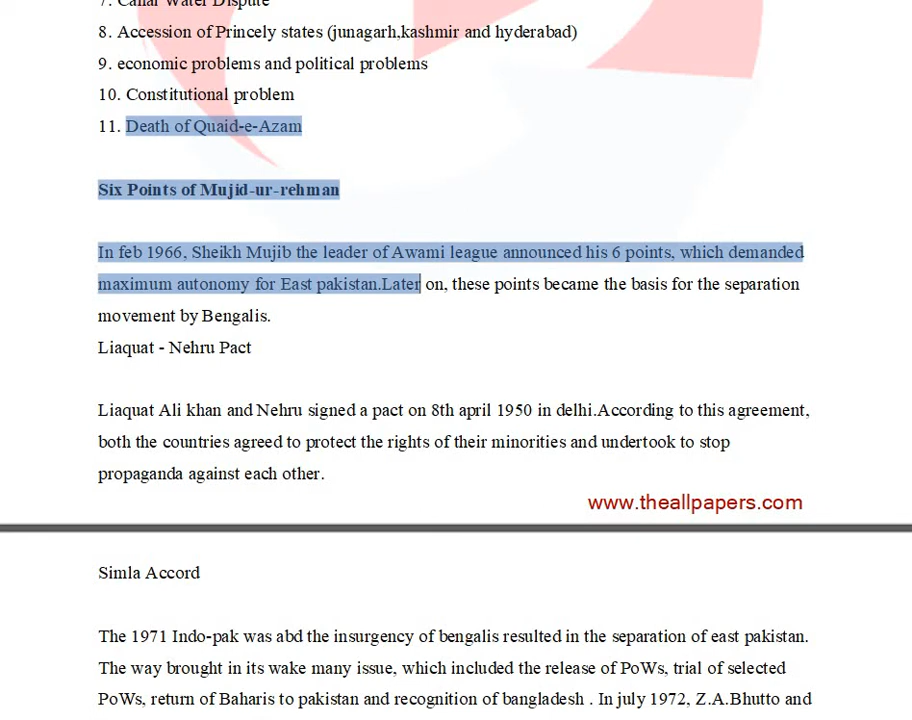 7. Canal Water Dispute
8. Accession of Princely states (junagarh,kashmir and hyderabad)
9. economic problems and political problems
10. Constitutional problem
11. Death of Quaid-e-Azam
Six Points of Mujid-ur-rehman
In feb 1966, Sheikh Mujib the leader of Awami league announced his 6 points, which demanded
maximum autonomy for East pakistan.Later on, these points became the basis for the separation
movement by Bengalis.
Liaquat - Nehru Pact
Liaquat Ali khan and Nehru signed a pact on 8th april 1950 in delhi.According to this agreement,
both the countries agreed to protect the rights of their minorities and undertook to stop
propaganda against each other.
www.theallpapers.com
Simla Accord
The 1971 Indo-pak was abd the insurgency of bengalis resulted in the separation of east pakistan.
The way brought in its wake many issue, which included the release of PoWs, trial of selected
PoWs, return of Baharis to pakistan and recognition of bangladesh . In july 1972, Z.A.Bhutto and